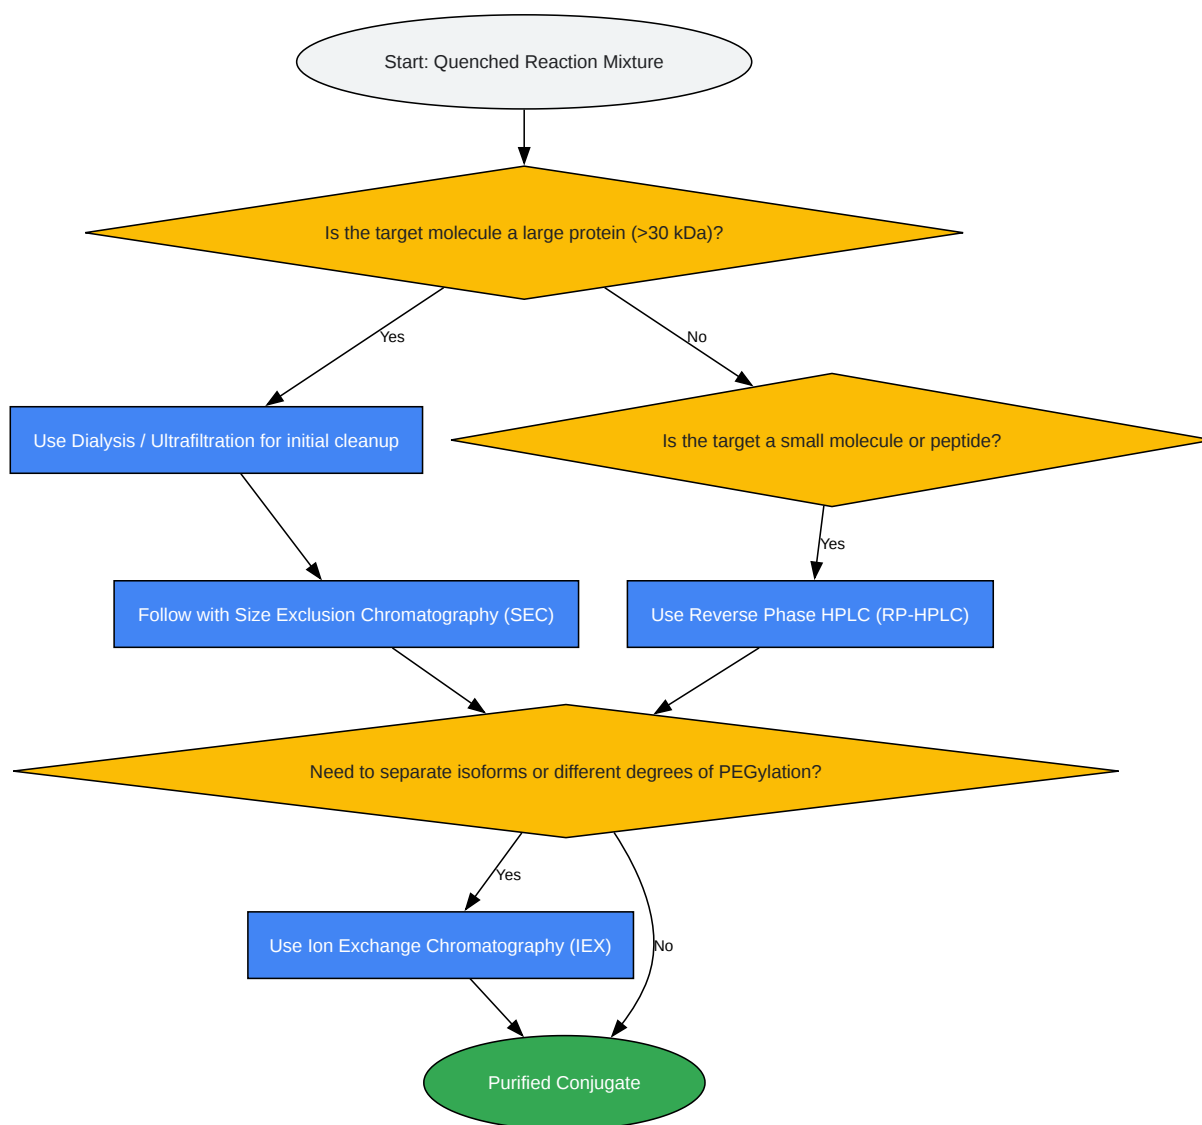 Start: Quenched Reaction Mixture
Is the target molecule a large protein (>30 kDa)?
Yes
No
Use Dialysis / Ultrafiltration for initial cleanup
Is the target a small molecule or peptide?
Yes
Follow with Size Exclusion Chromatography (SEC)
Use Reverse Phase HPLC (RP-HPLC)
Need to separate isoforms or different degrees of PEGylation?
Yes
Use Ion Exchange Chromatography (IEX)
No
Purified Conjugate